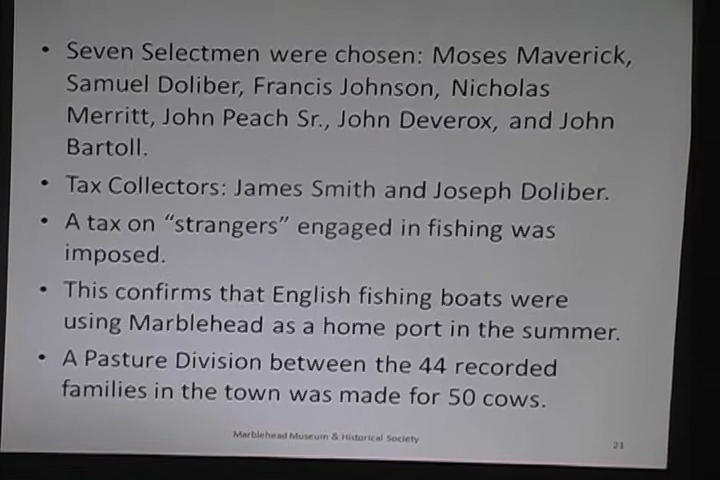 • Seven Selectmen were chosen: Moses Maverick,
Samuel Doliber, Francis Johnson, Nicholas
Merritt, John Peach Sr., John Deverox, and John
Bartoll.
• Tax Collectors: James Smith and Joseph Doliber.
• A tax on “strangers” engaged in fishing was
imposed.
• This confirms that English fishing boats were
using Marblehead as a home port in the summer.
• A Pasture Division between the 44 recorded
families in the town was made for 50 cows.
Marblehead Museum & Historical Society
21